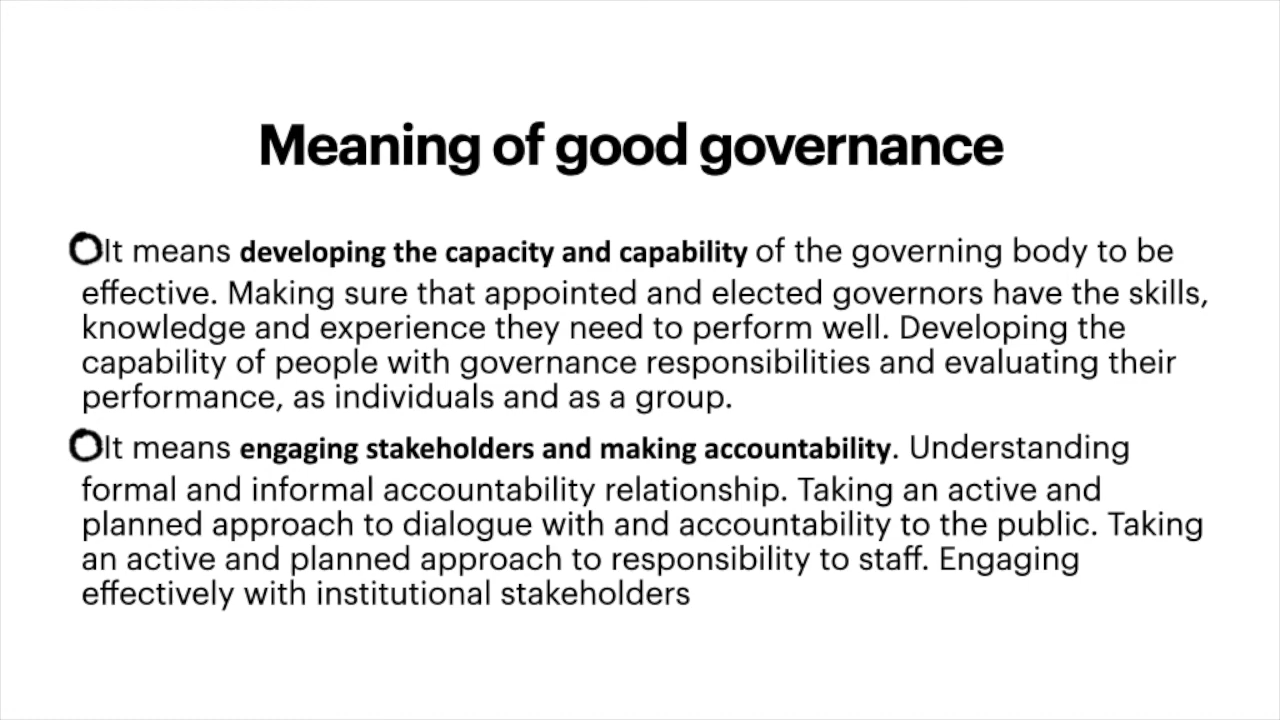 Meaning of good governance
It means developing the capacity and capability of the governing body to be
effective. Making sure that appointed and elected governors have the skills,
knowledge and experience they need to perform well. Developing the
capability of people with governance responsibilities and evaluating their
performance, as individuals and as a group.
It means engaging stakeholders and making accountability. Understanding
formal and informal accountability relationship. Taking an active and
planned approach to dialogue with and accountability to the public. Taking
an active and planned approach to responsibility to staff. Engaging
effectively with institutional stakeholders